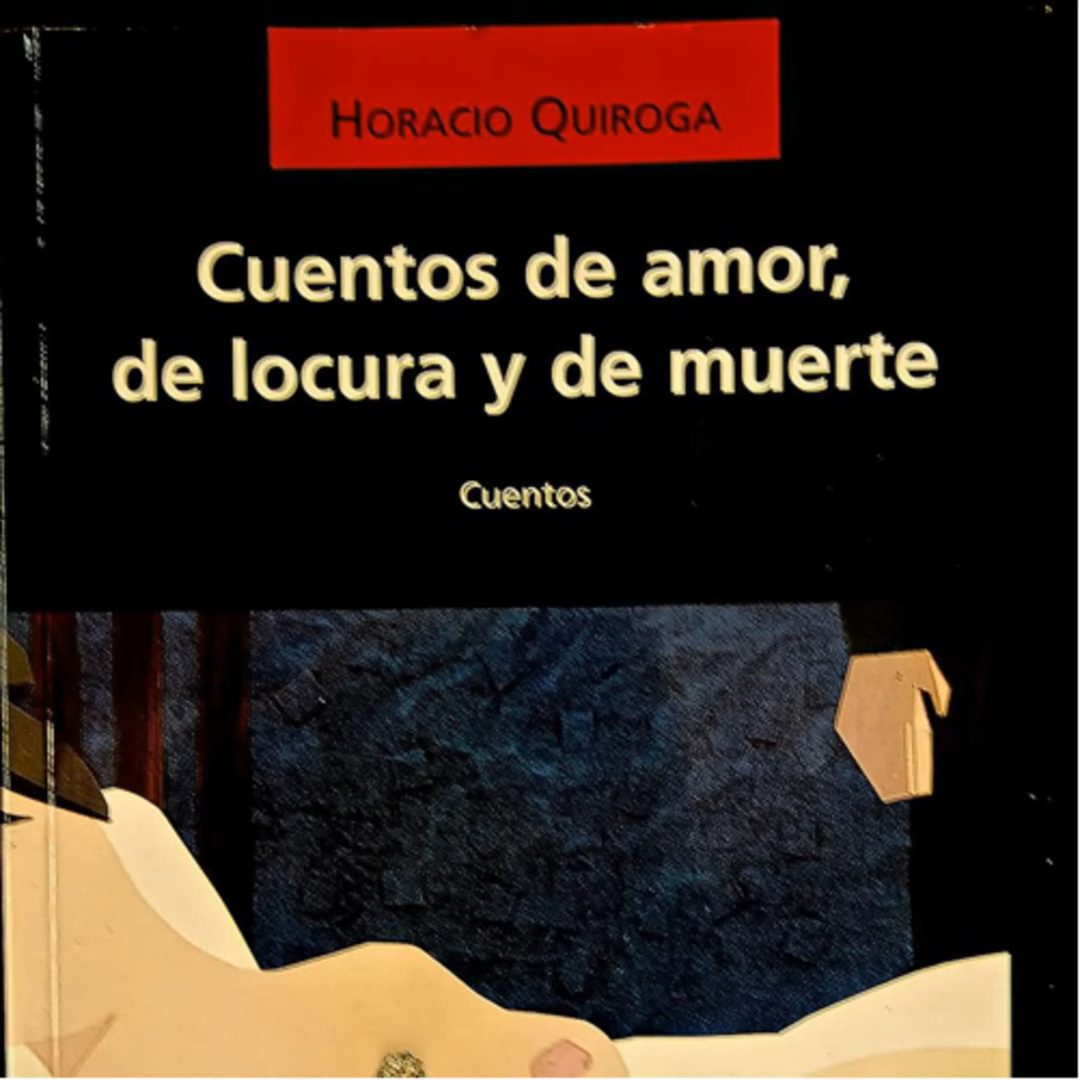 HORACIO QUIROGA
Cuentos de amor,
de locura y de muerte
Cuentos